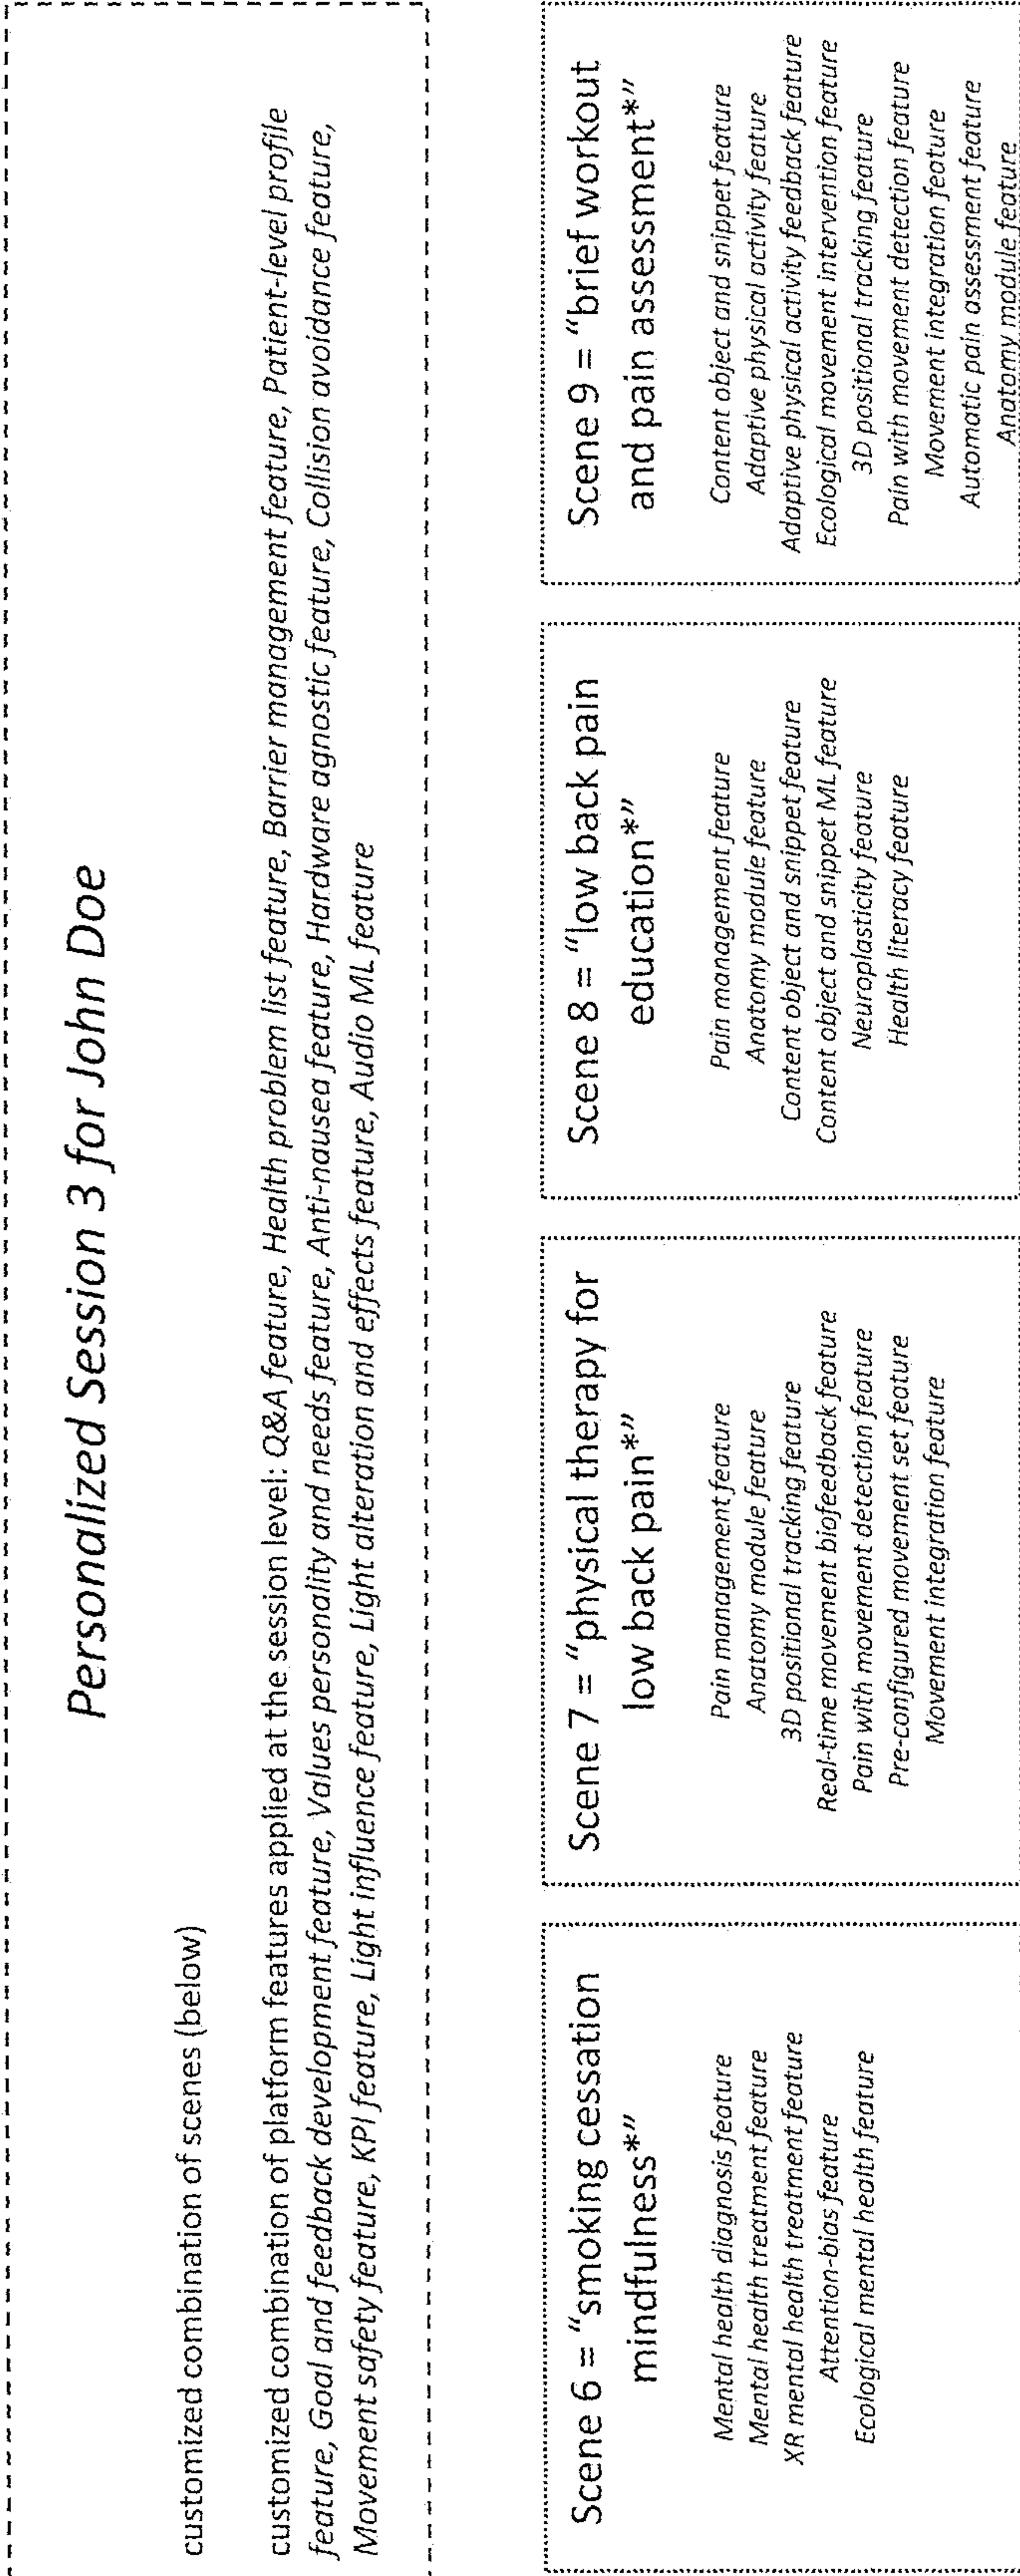 Personalized Session 3 for John Doe
customized combination of scenes (below)
customized combination of platform features applied at the session level: Q&A feature, Health problem list feature, Barrier management feature, Patient-level profile
feature, Goal and feedback development feature, Values personality and needs feature, Anti-nausea feature, Hardware agnostic feature, Collision avoidance feature,
Movement safety feature, KPI feature, Light influence feature, Light alteration and effects feature, Audio ML feature
Scene 6 = "smoking cessation
mindfulness*"
Mental health diagnosis feature
Mental health treatment feature
XR mental health treatment feature
Attention-bias feature
Ecological mental health feature
Scene 7 = "physical therapy for
low back pain*"
Pain management feature
Anatomy module feature
3D positional tracking feature
Real-time movement biofeedback feature
Pain with movement detection feature
Pre-configured movement set feature
Movement integration feature
Scene 8 = "low back pain
education*"
Pain management feature
Anatomy module feature
Content object and snippet feature
Content object and snippet ML feature
Neuroplasticity feature
Health literacy feature
Scene 9 = "brief workout
and pain assessment*"
Content object and snippet feature
Adaptive physical activity feature
Adaptive physical activity feedback feature
Ecological movement intervention feature
3D positional tracking feature
Pain with movement detection feature
Movement integration feature
Automatic pain assessment feature
Anatomy module feature